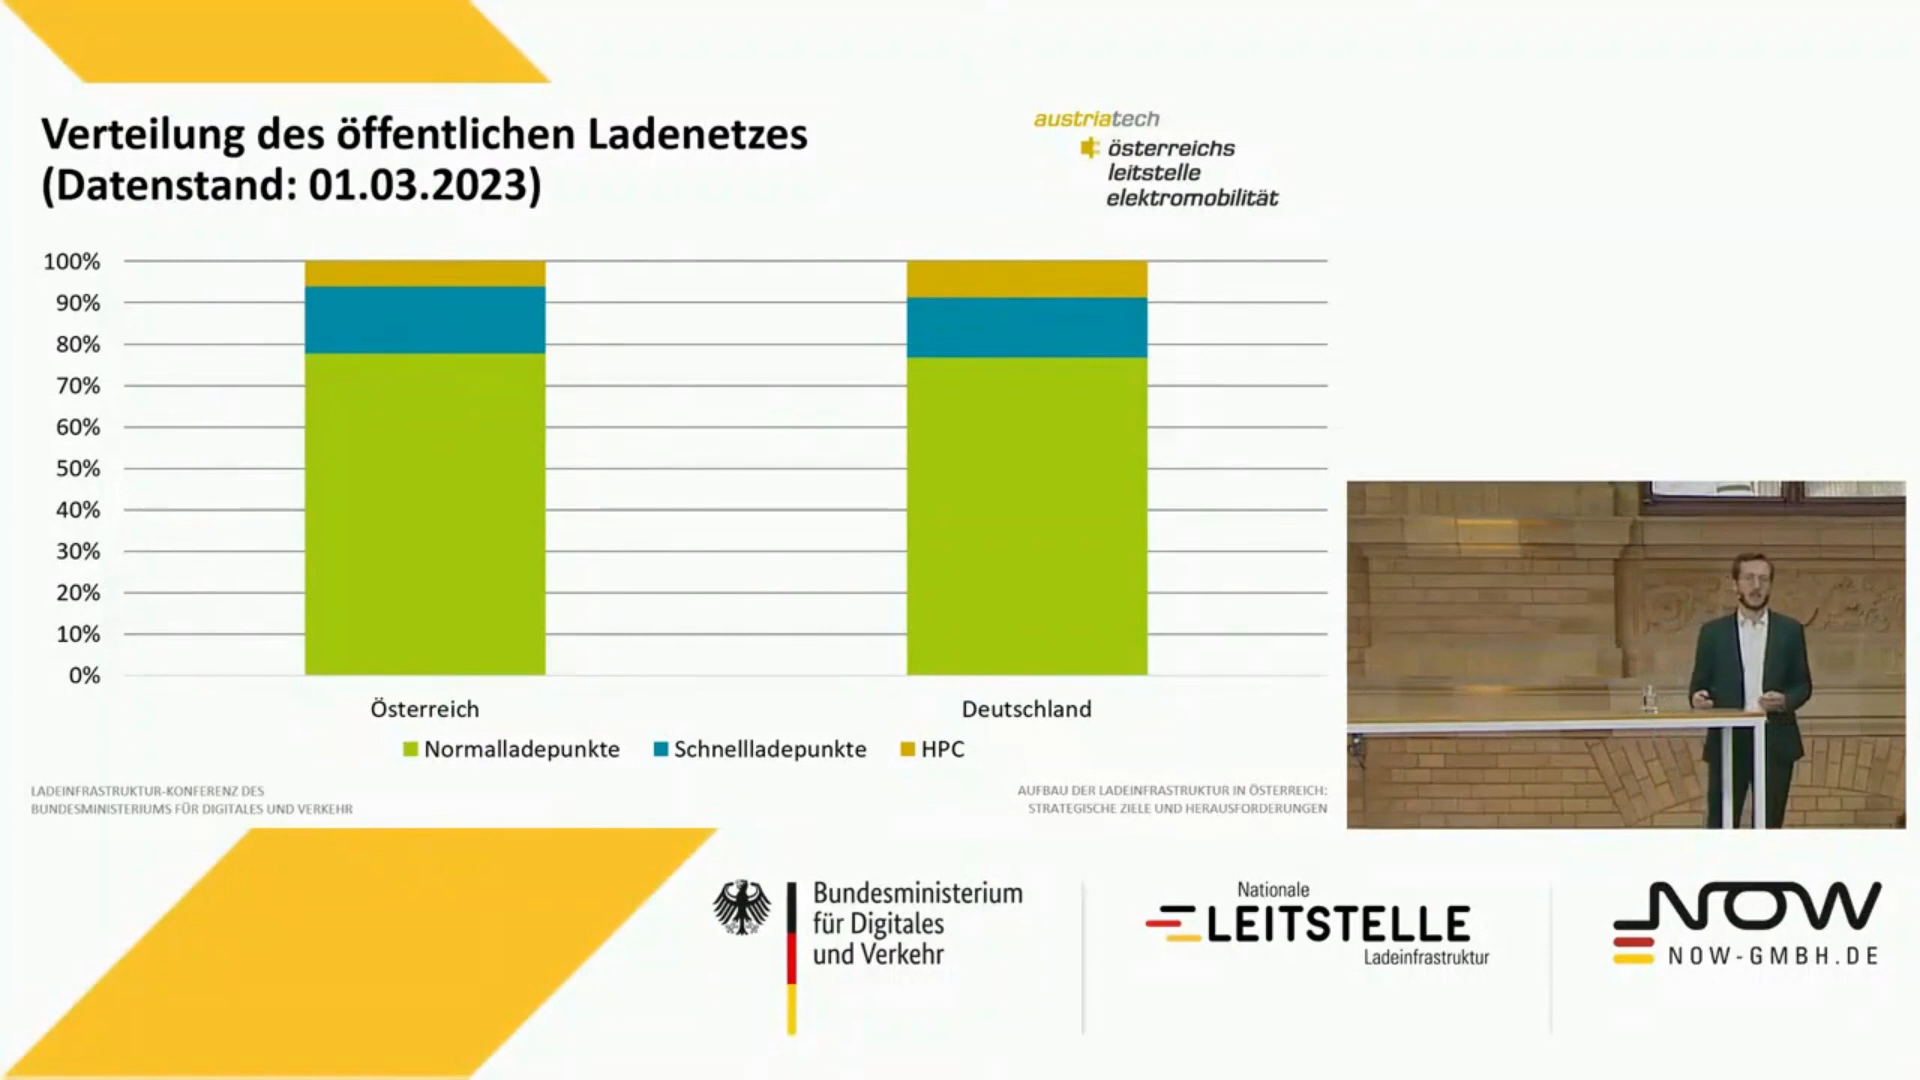 Verteilung des öffentlichen Ladenetzes
(Datenstand: 01.03.2023)
austriatech
österreichs
leitstelle
elektromobilität
100%
90%
80%
70%
60%
50%
40%
30%
20%
10%
0%
Österreich
Deutschland
Normalladepunkte
Schnellladepunkte
HPC
LADEINFRASTRUKTUR-KONFERENZ DES
BUNDESMINISTERIUMS FÜR DIGITALES UND VERKEHR
AUFBAU DER LADEINFRASTRUKTUR IN ÖSTERREICH:
STRATEGISCHE ZIELE UND HERAUSFORDERUNGEN
Bundesministerium
für Digitales
und Verkehr
Nationale
LEITSTELLE
Ladeinfrastruktur
NOW
NOW-GMBH.DE